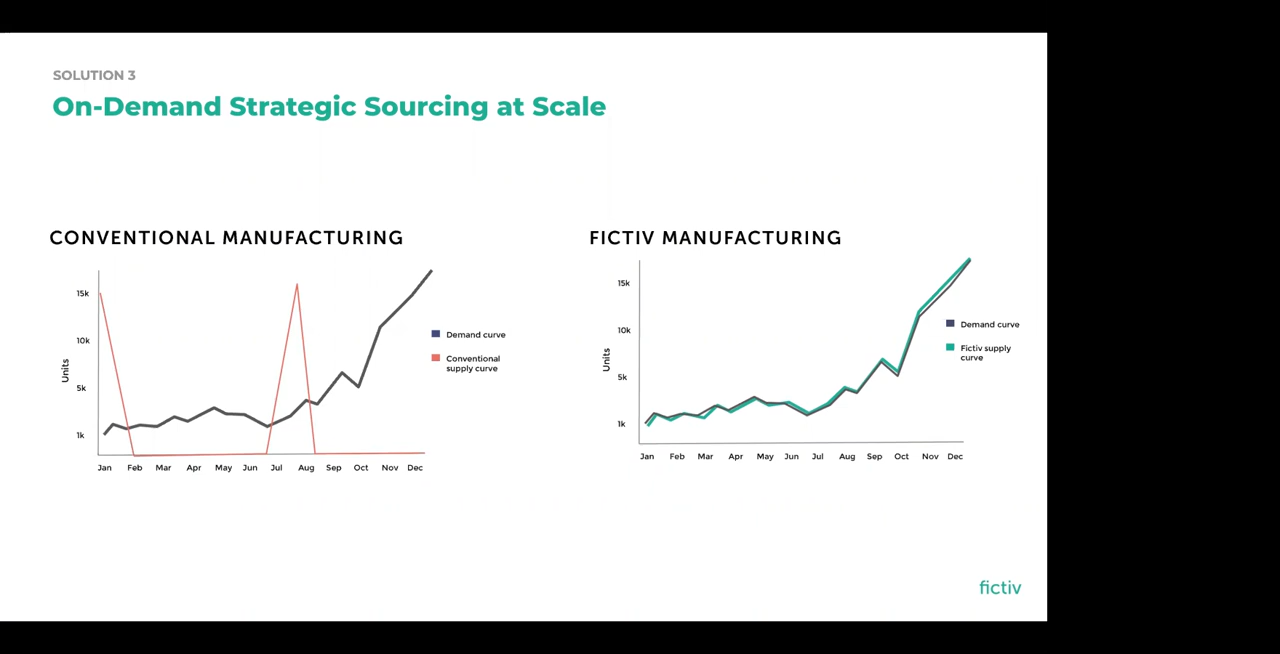 SOLUTION 3
On-Demand Strategic Sourcing at Scale
CONVENTIONAL MANUFACTURING
15k
10k
5k
1k
Units
Jan Feb Mar Apr May Jun Jul Aug Sep Oct Nov Dec
Demand curve
Conventional
supply curve
FICTIV MANUFACTURING
15k
10k
5k
1k
Units
Jan Feb Mar Apr May Jun Jul Aug Sep Oct Nov Dec
Demand curve
Fictiv supply
curve
fictiv